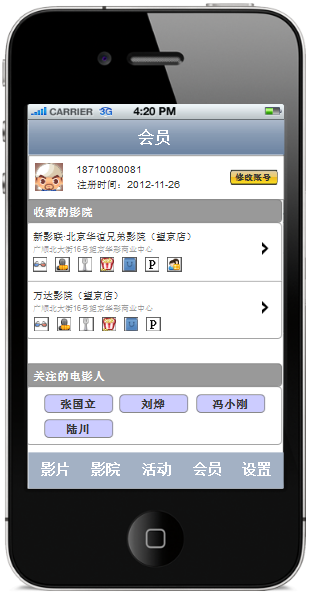 CARRIER 3G 4:20 PM
会员
18710080081
注册时间：2012-11-26
修改账号
收藏的影院
新影联·北京华谊兄弟影院（望京店）
广顺北大街16号望京华彩商业中心
P
万达影院（望京店）
广顺北大街16号望京华彩商业中心
P
关注的电影人
张国立 刘烨 冯小刚
陆川
影片 影院 活动 会员 设置